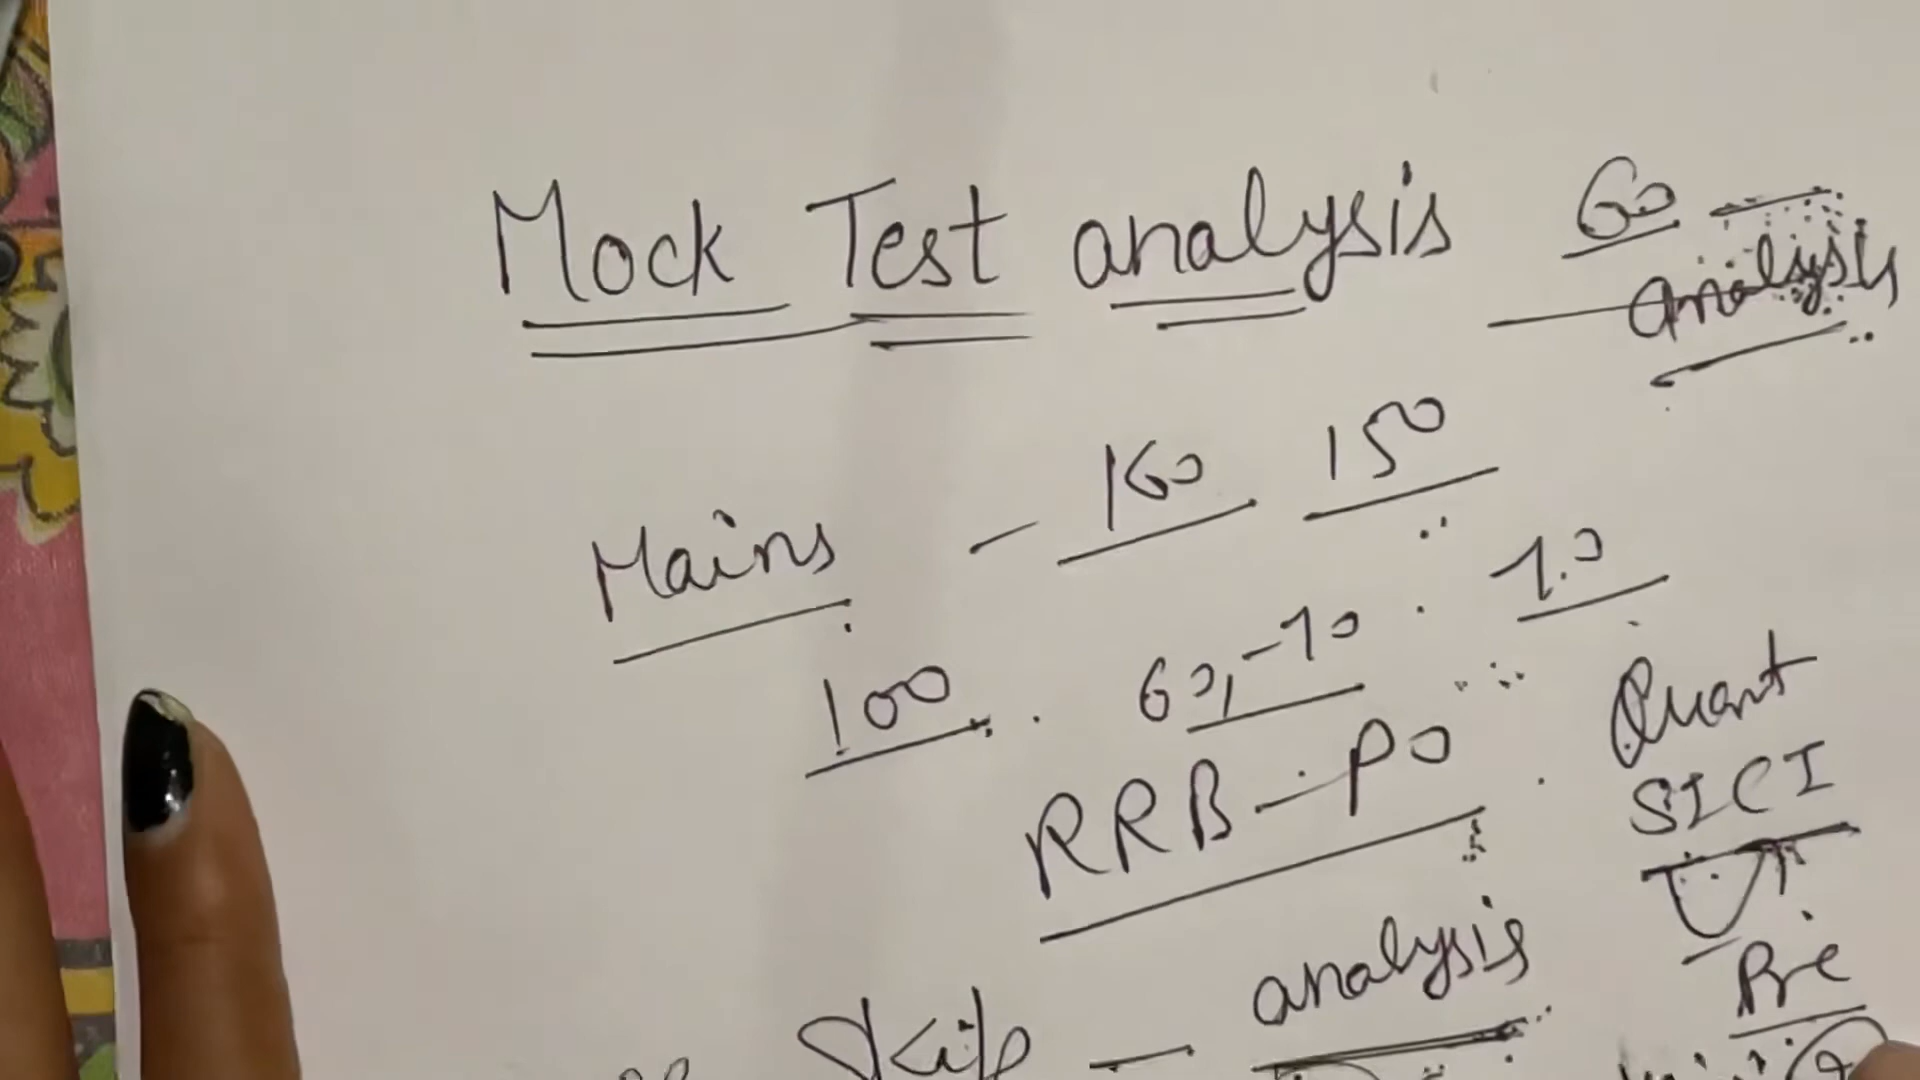 Mock Test analysis 60
analysis
Mains - 160 150
100 60,-70 70
RRB-PO Quant
SICI
analysis
Pre
Skip -